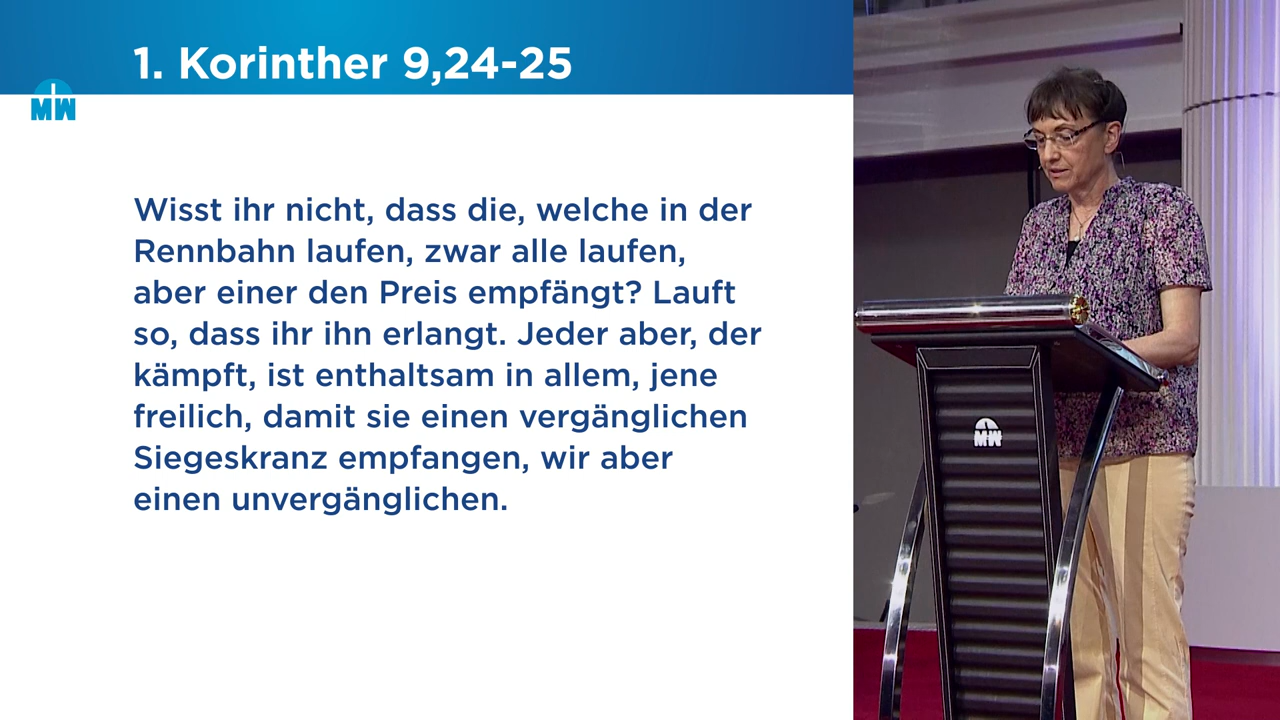 1. Korinther 9,24-25
MW
Wisst ihr nicht, dass die, welche in der
Rennbahn laufen, zwar alle laufen,
aber einer den Preis empfängt? Lauft
so, dass ihr ihn erlangt. Jeder aber, der
kämpft, ist enthaltsam in allem, jene
freilich, damit sie einen vergänglichen
Siegeskranz empfangen, wir aber
einen unvergänglichen.
MW